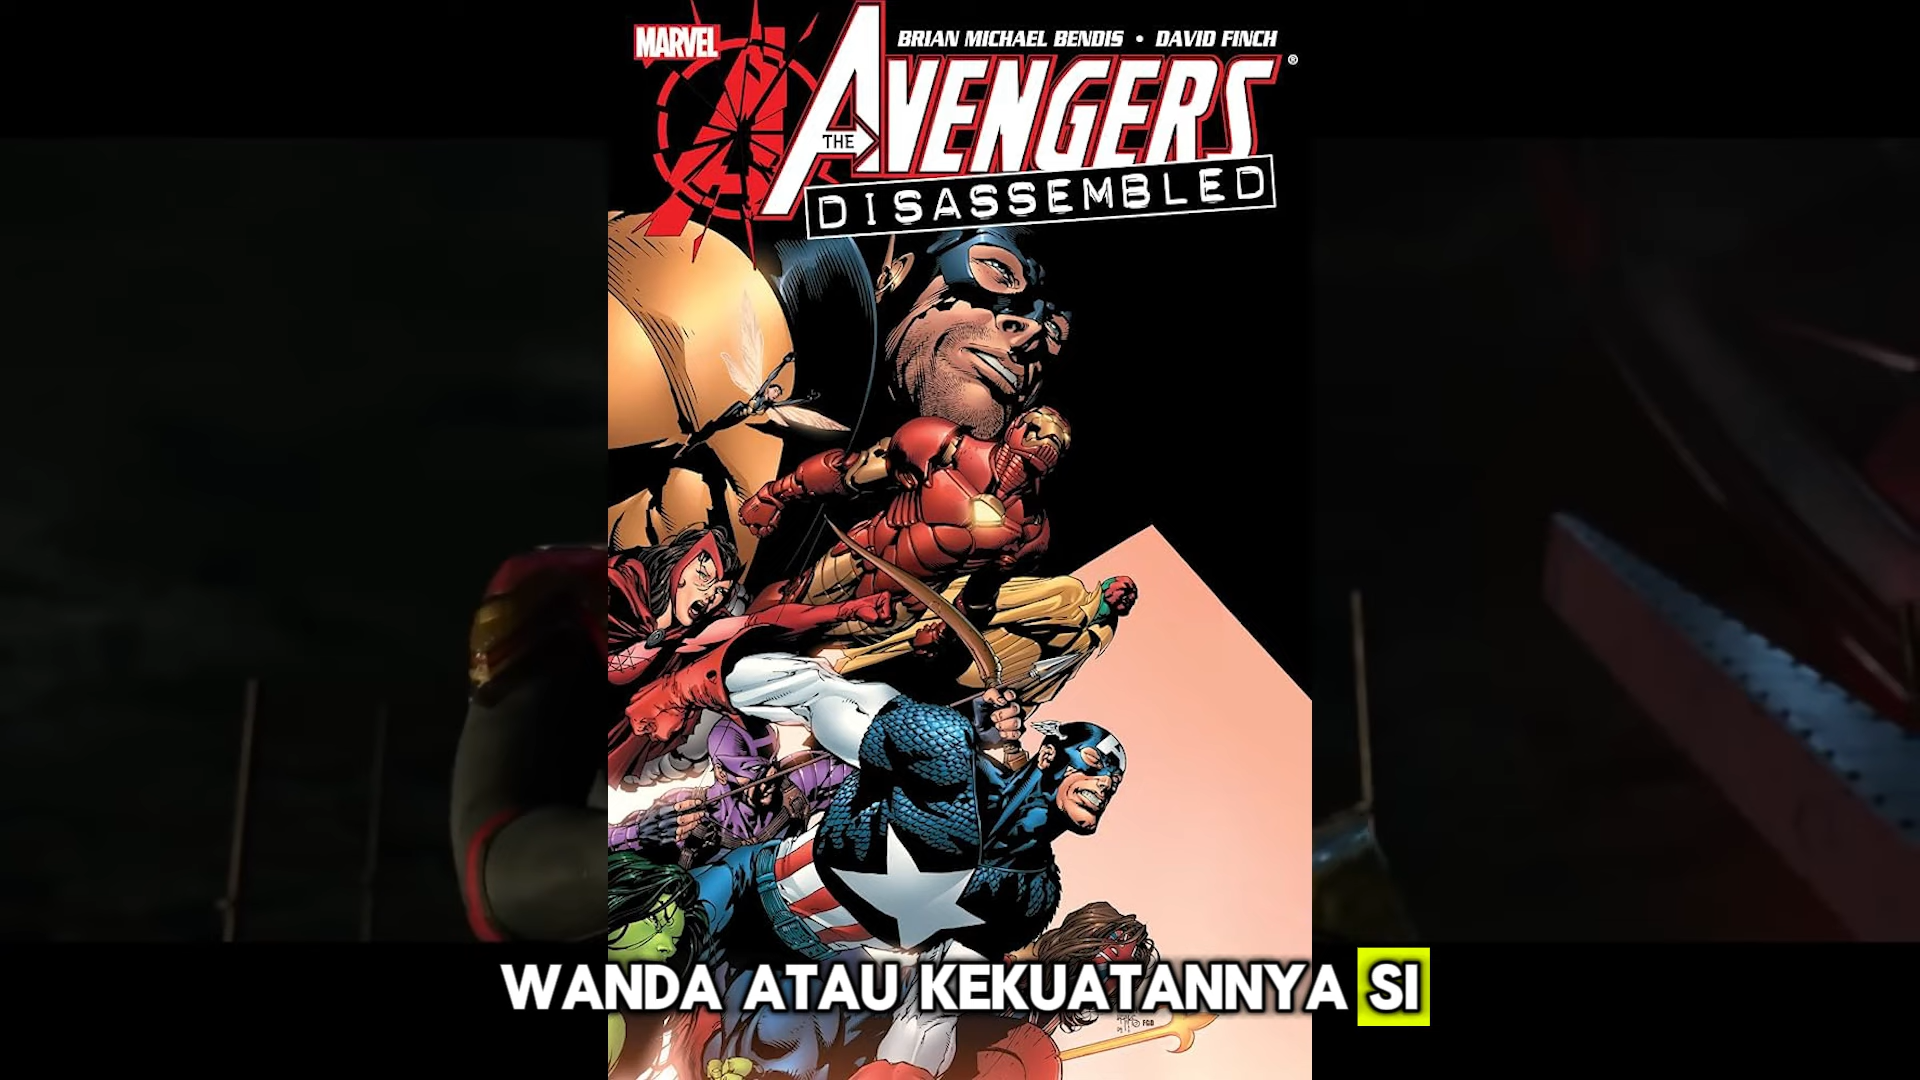 MARVEL
BRIAN MICHAEL BENDIS • DAVID FINCH
THE AVENGERS®
DISASSEMBLED
WANDA ATAU KEKUATANNYA SI